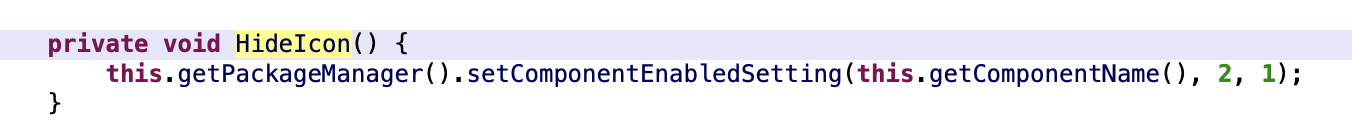 private void HideIcon() {
this.getPackageManager().setComponentEnabledSetting(this.getComponentName(), 2, 1);
}